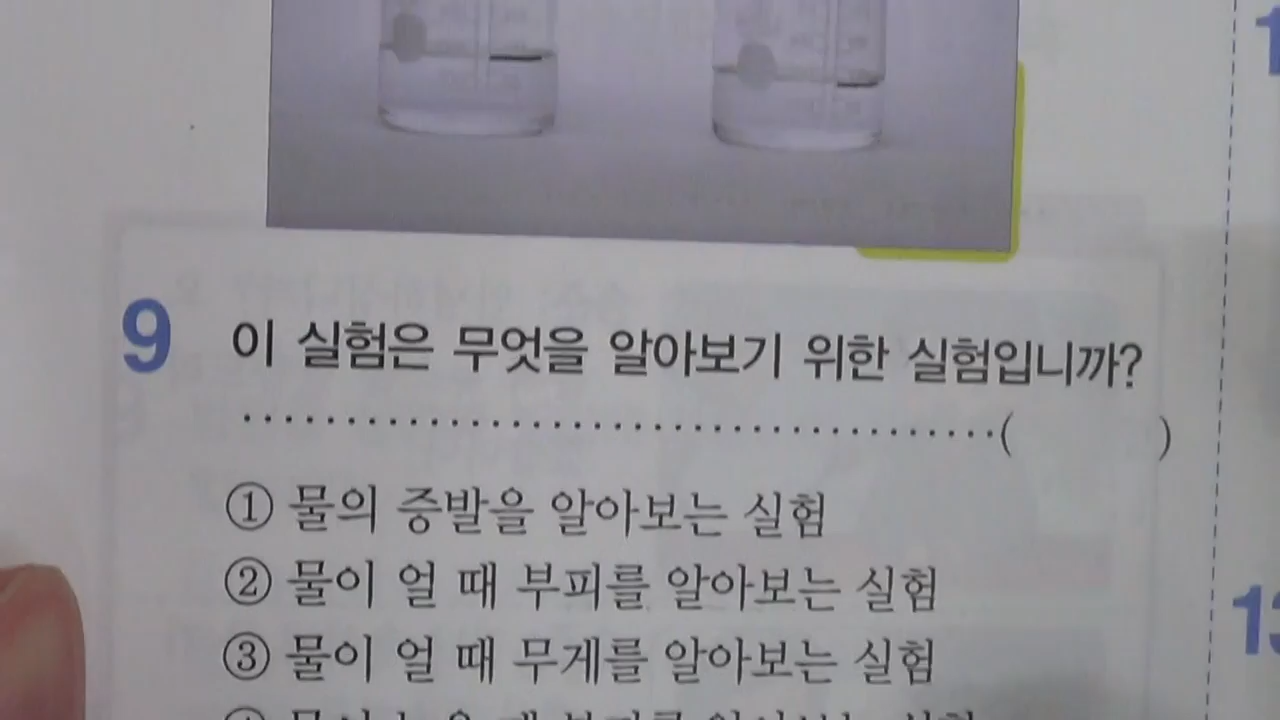 9 이 실험은 무엇을 알아보기 위한 실험입니까?
·······································( )
① 물의 증발을 알아보는 실험
② 물이 얼 때 부피를 알아보는 실험
③ 물이 얼 때 무게를 알아보는 실험